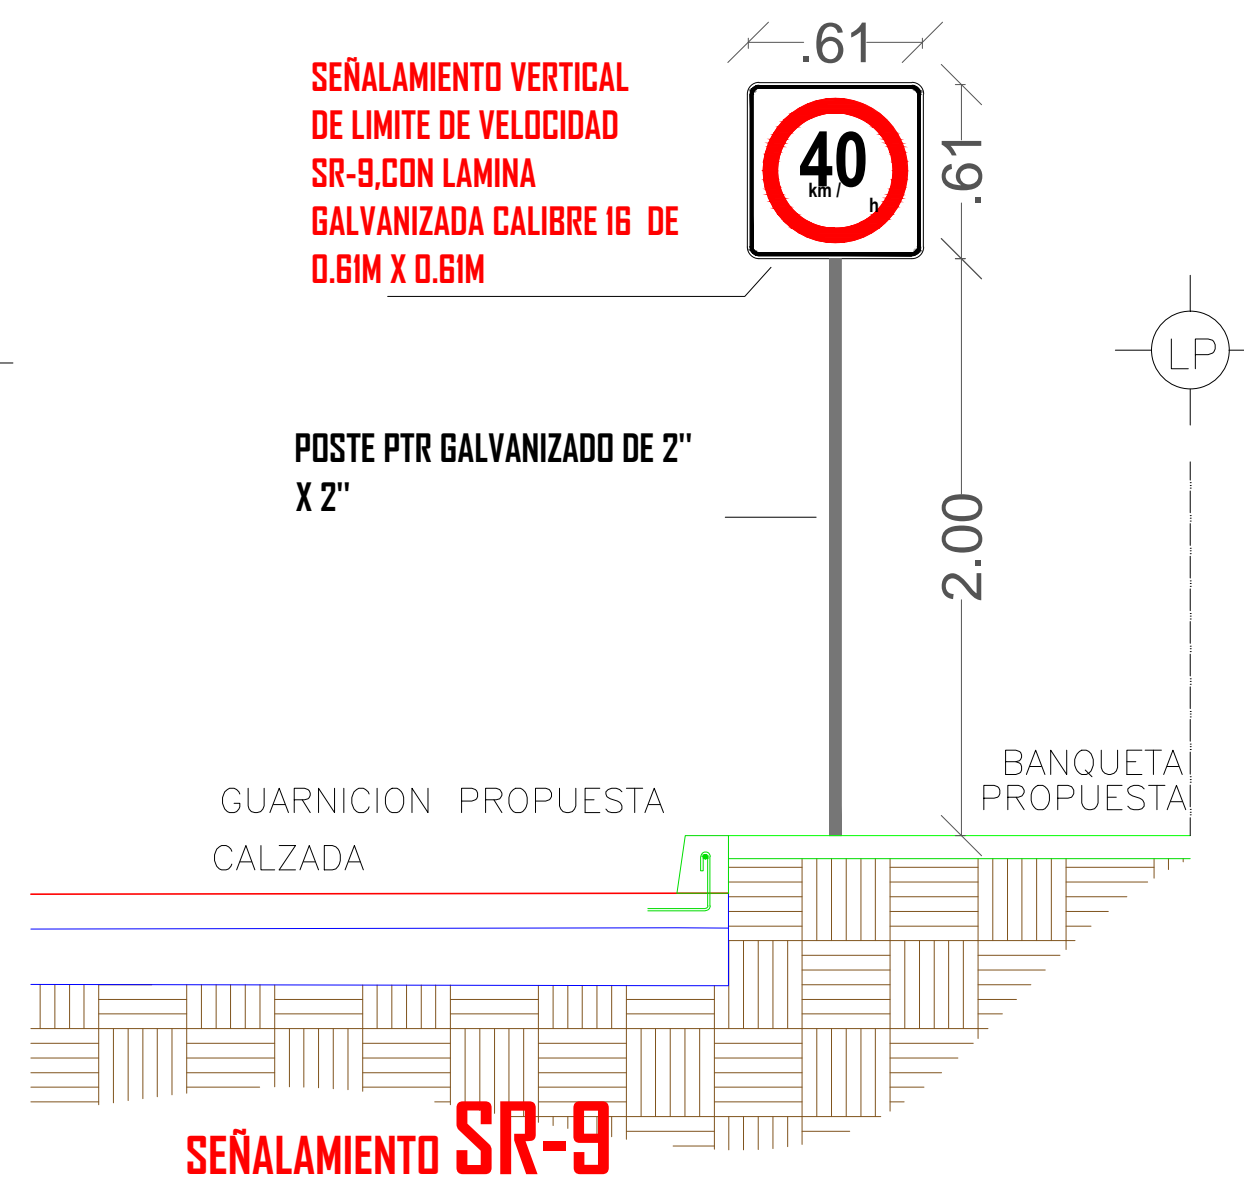 .61
SEÑALAMIENTO VERTICAL
DE LIMITE DE VELOCIDAD
SR-9,CON LAMINA
GALVANIZADA CALIBRE 16 DE
0.61M X 0.61M
40
km /
h
.61
LP
POSTE PTR GALVANIZADO DE 2"
X 2"
2.00
BANQUETA
PROPUESTA
GUARNICION PROPUESTA
CALZADA
SEÑALAMIENTO SR-9